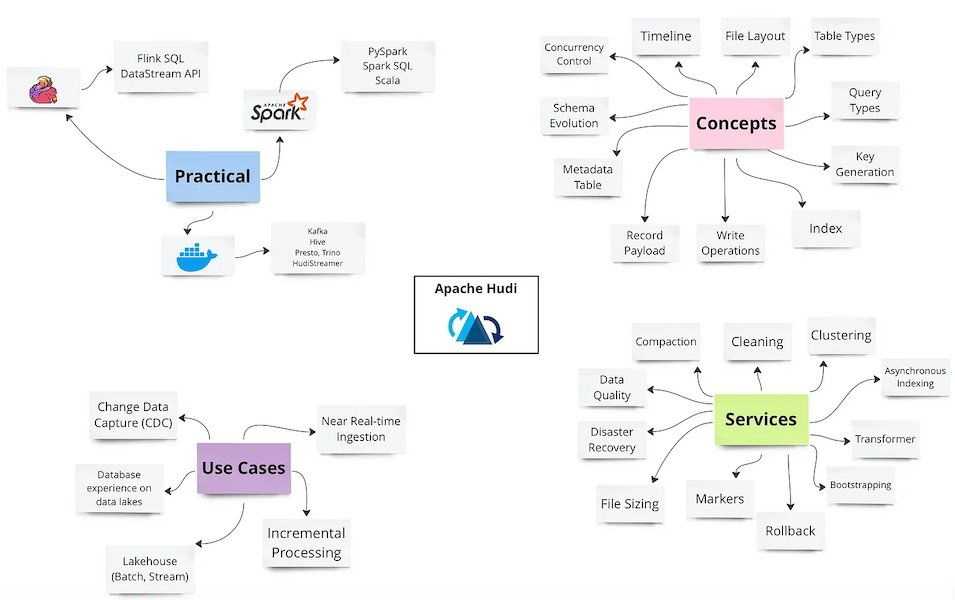 Flink SQL
DataStream API
PySpark
Spark SQL
Scala
APACHE
Spark
Practical
Kafka
Hive
Presto, Trino
HudiStreamer
Concurrency
Control
Timeline
File Layout
Table Types
Schema
Evolution
Concepts
Query
Types
Metadata
Table
Key
Generation
Record
Payload
Write
Operations
Index
Apache Hudi
Change Data
Capture (CDC)
Near Real-time
Ingestion
Use Cases
Database
experience on
data lakes
Incremental
Processing
Lakehouse
(Batch, Stream)
Compaction
Cleaning
Clustering
Data
Quality
Asynchronous
Indexing
Services
Disaster
Recovery
Transformer
File Sizing
Markers
Bootstrapping
Rollback